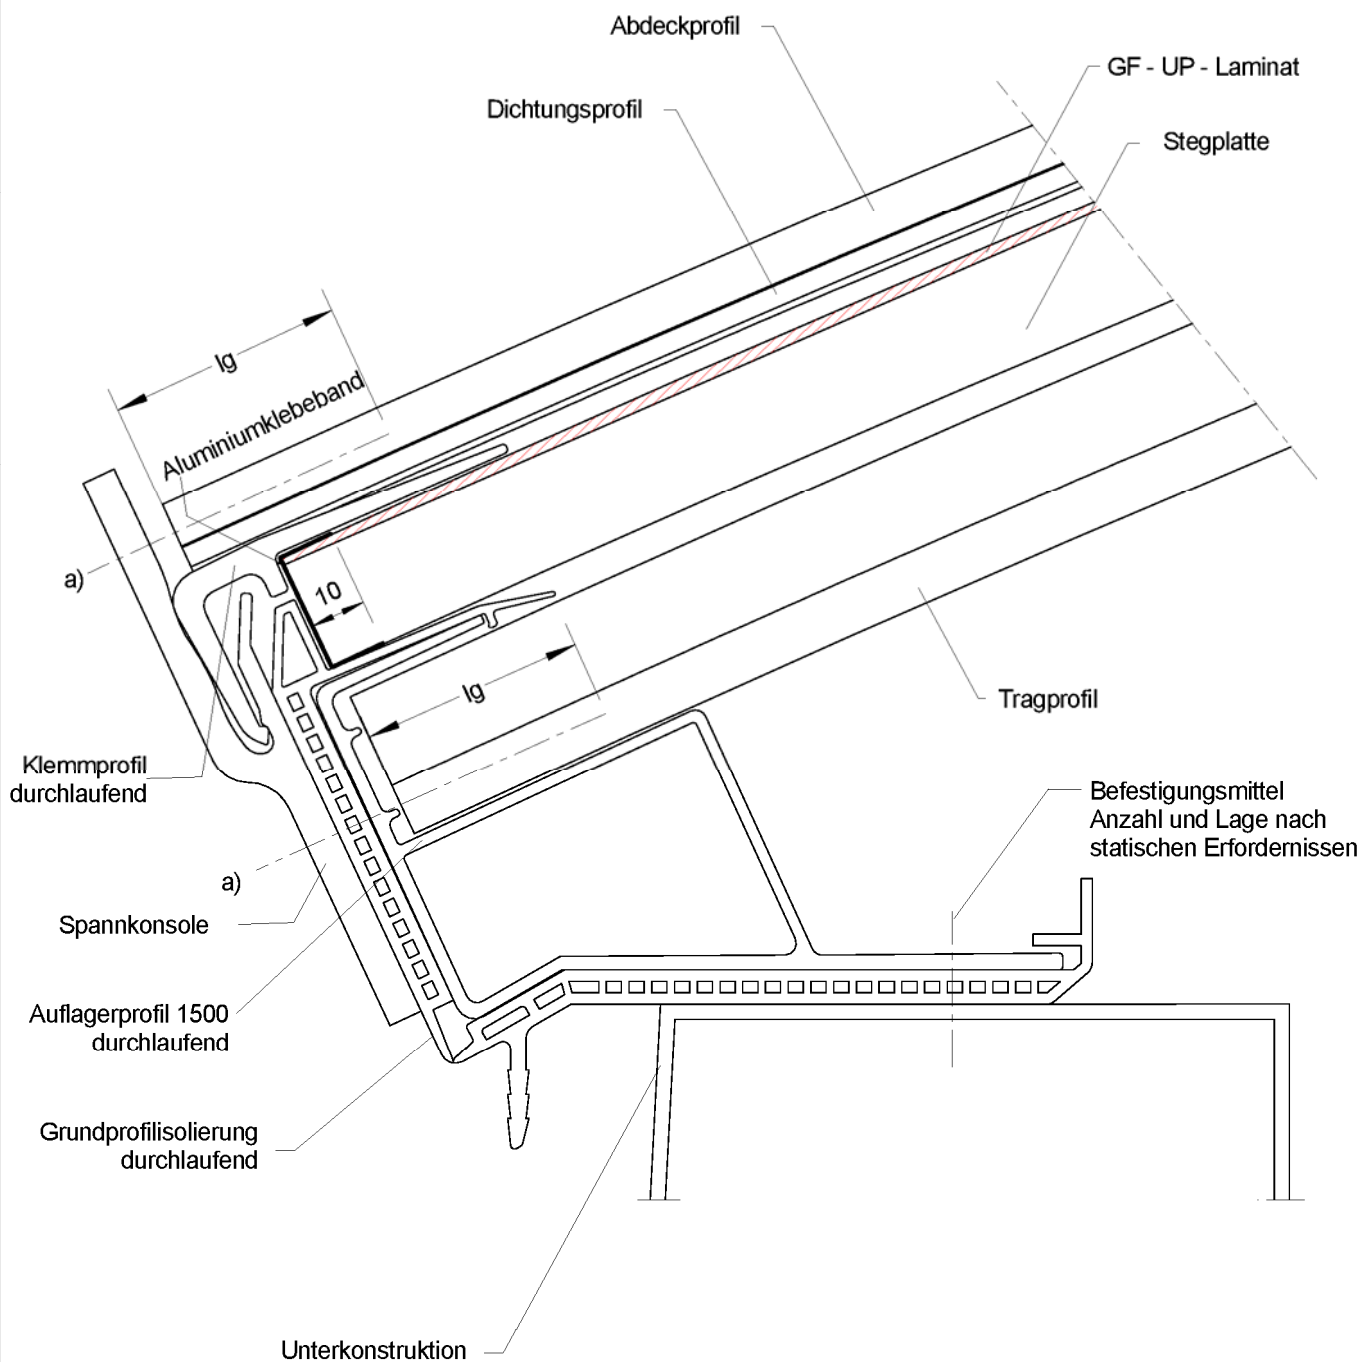 Abdeckprofil
GF - UP - Laminat
Dichtungsprofil
Stegplatte
lg
Aluminiumklebeband
a)
10
lg
Tragprofil
Klemmprofil
durchlaufend
Befestigungsmittel
Anzahl und Lage nach
statischen Erfordernissen
a)
Spannkonsole
Auflagerprofil 1500
durchlaufend
Grundprofilisolierung
durchlaufend
Unterkonstruktion